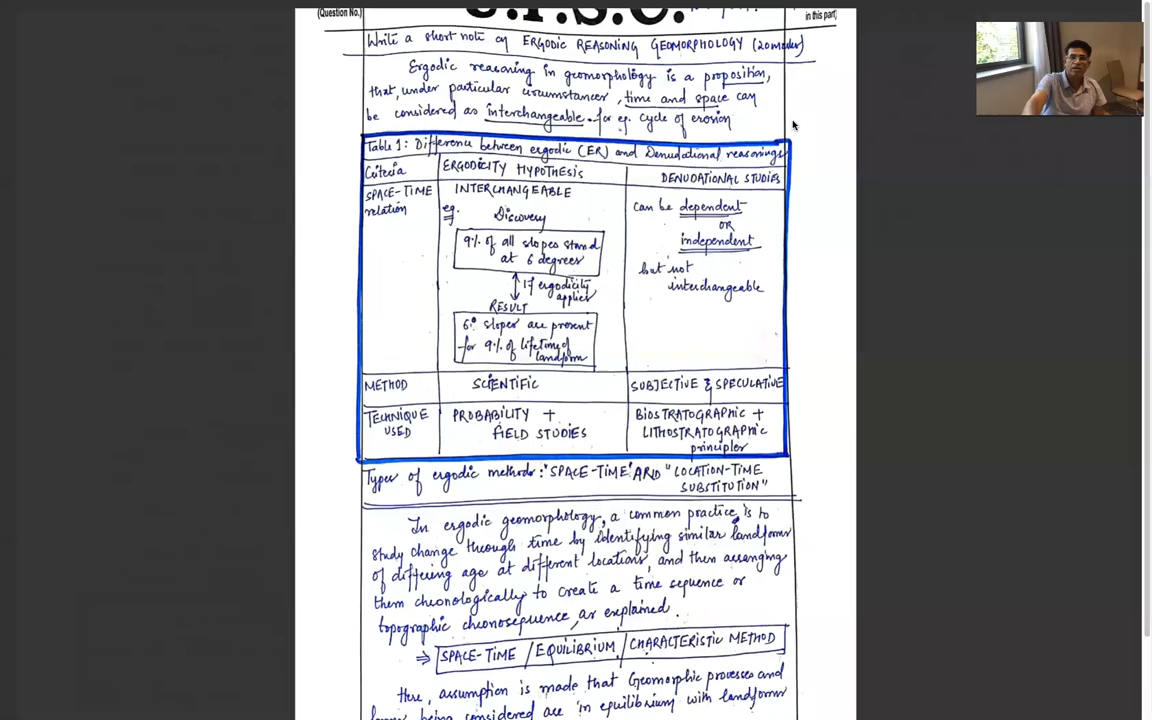 (Question No.)
U.P.S.C.
in this part)
Write a short note on ERGODIC REASONING GEOMORPHOLOGY (20 marks)
Ergodic reasoning in geomorphology is a proposition,
that, under particular circumstances, time and space can
be considered as interchangeable. for eg. Cycle of erosion
Table 1: Difference between ergodic (ER) and Denudational reasonings
Criteria ERGODICITY HYPOTHESIS DENUDATIONAL STUDIES
SPACE-TIME relation
INTERCHANGEABLE
eg.
Discovery
9% of all slopes stand
at 6 degrees
If ergodicity
applies
RESULT
6° slopes are present
for 9% of lifetime of
landform
can be dependent
OR
independent
but not
interchangeable
METHOD SCIENTIFIC SUBJECTIVE & SPECULATIVE
TECHNIQUE USED
PROBABILITY +
FIELD STUDIES
BIOSTRATOGRAPHIC +
LITHOSTRATOGRAPHIC
principles
Types of ergodic methods: "SPACE-TIME" AND "LOCATION-TIME
SUBSTITUTION"
In ergodic geomorphology, a common practice is to
study change through time by identifying similar landforms
of differing age at different locations, and then arranging
them chronologically to create a time sequence or
topographic chronosequence, as explained.
⇒ SPACE-TIME / EQUILIBRIUM / CHARACTERISTIC METHOD
Here, assumption is made that Geomorphic processes and
being considered are in equilibrium with landforms